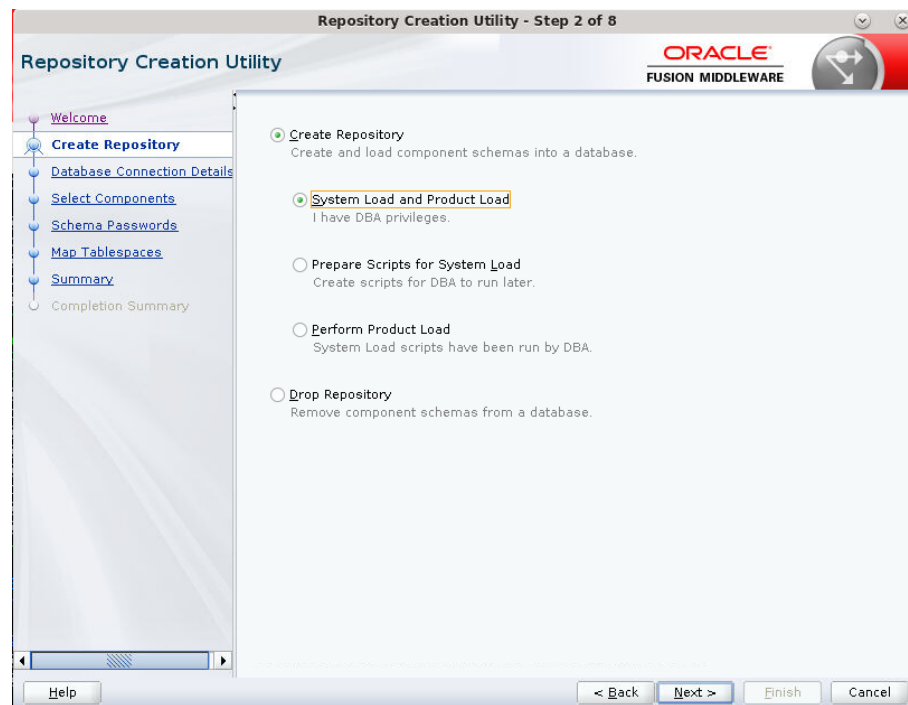 Repository Creation Utility - Step 2 of 8
Repository Creation Utility
ORACLE
FUSION MIDDLEWARE
Welcome
Create Repository
Database Connection Details
Select Components
Schema Passwords
Map Tablespaces
Summary
Completion Summary
Create Repository
Create and load component schemas into a database.
System Load and Product Load
I have DBA privileges.
Prepare Scripts for System Load
Create scripts for DBA to run later.
Perform Product Load
System Load scripts have been run by DBA.
Drop Repository
Remove component schemas from a database.
Help
< Back
Next >
Finish
Cancel